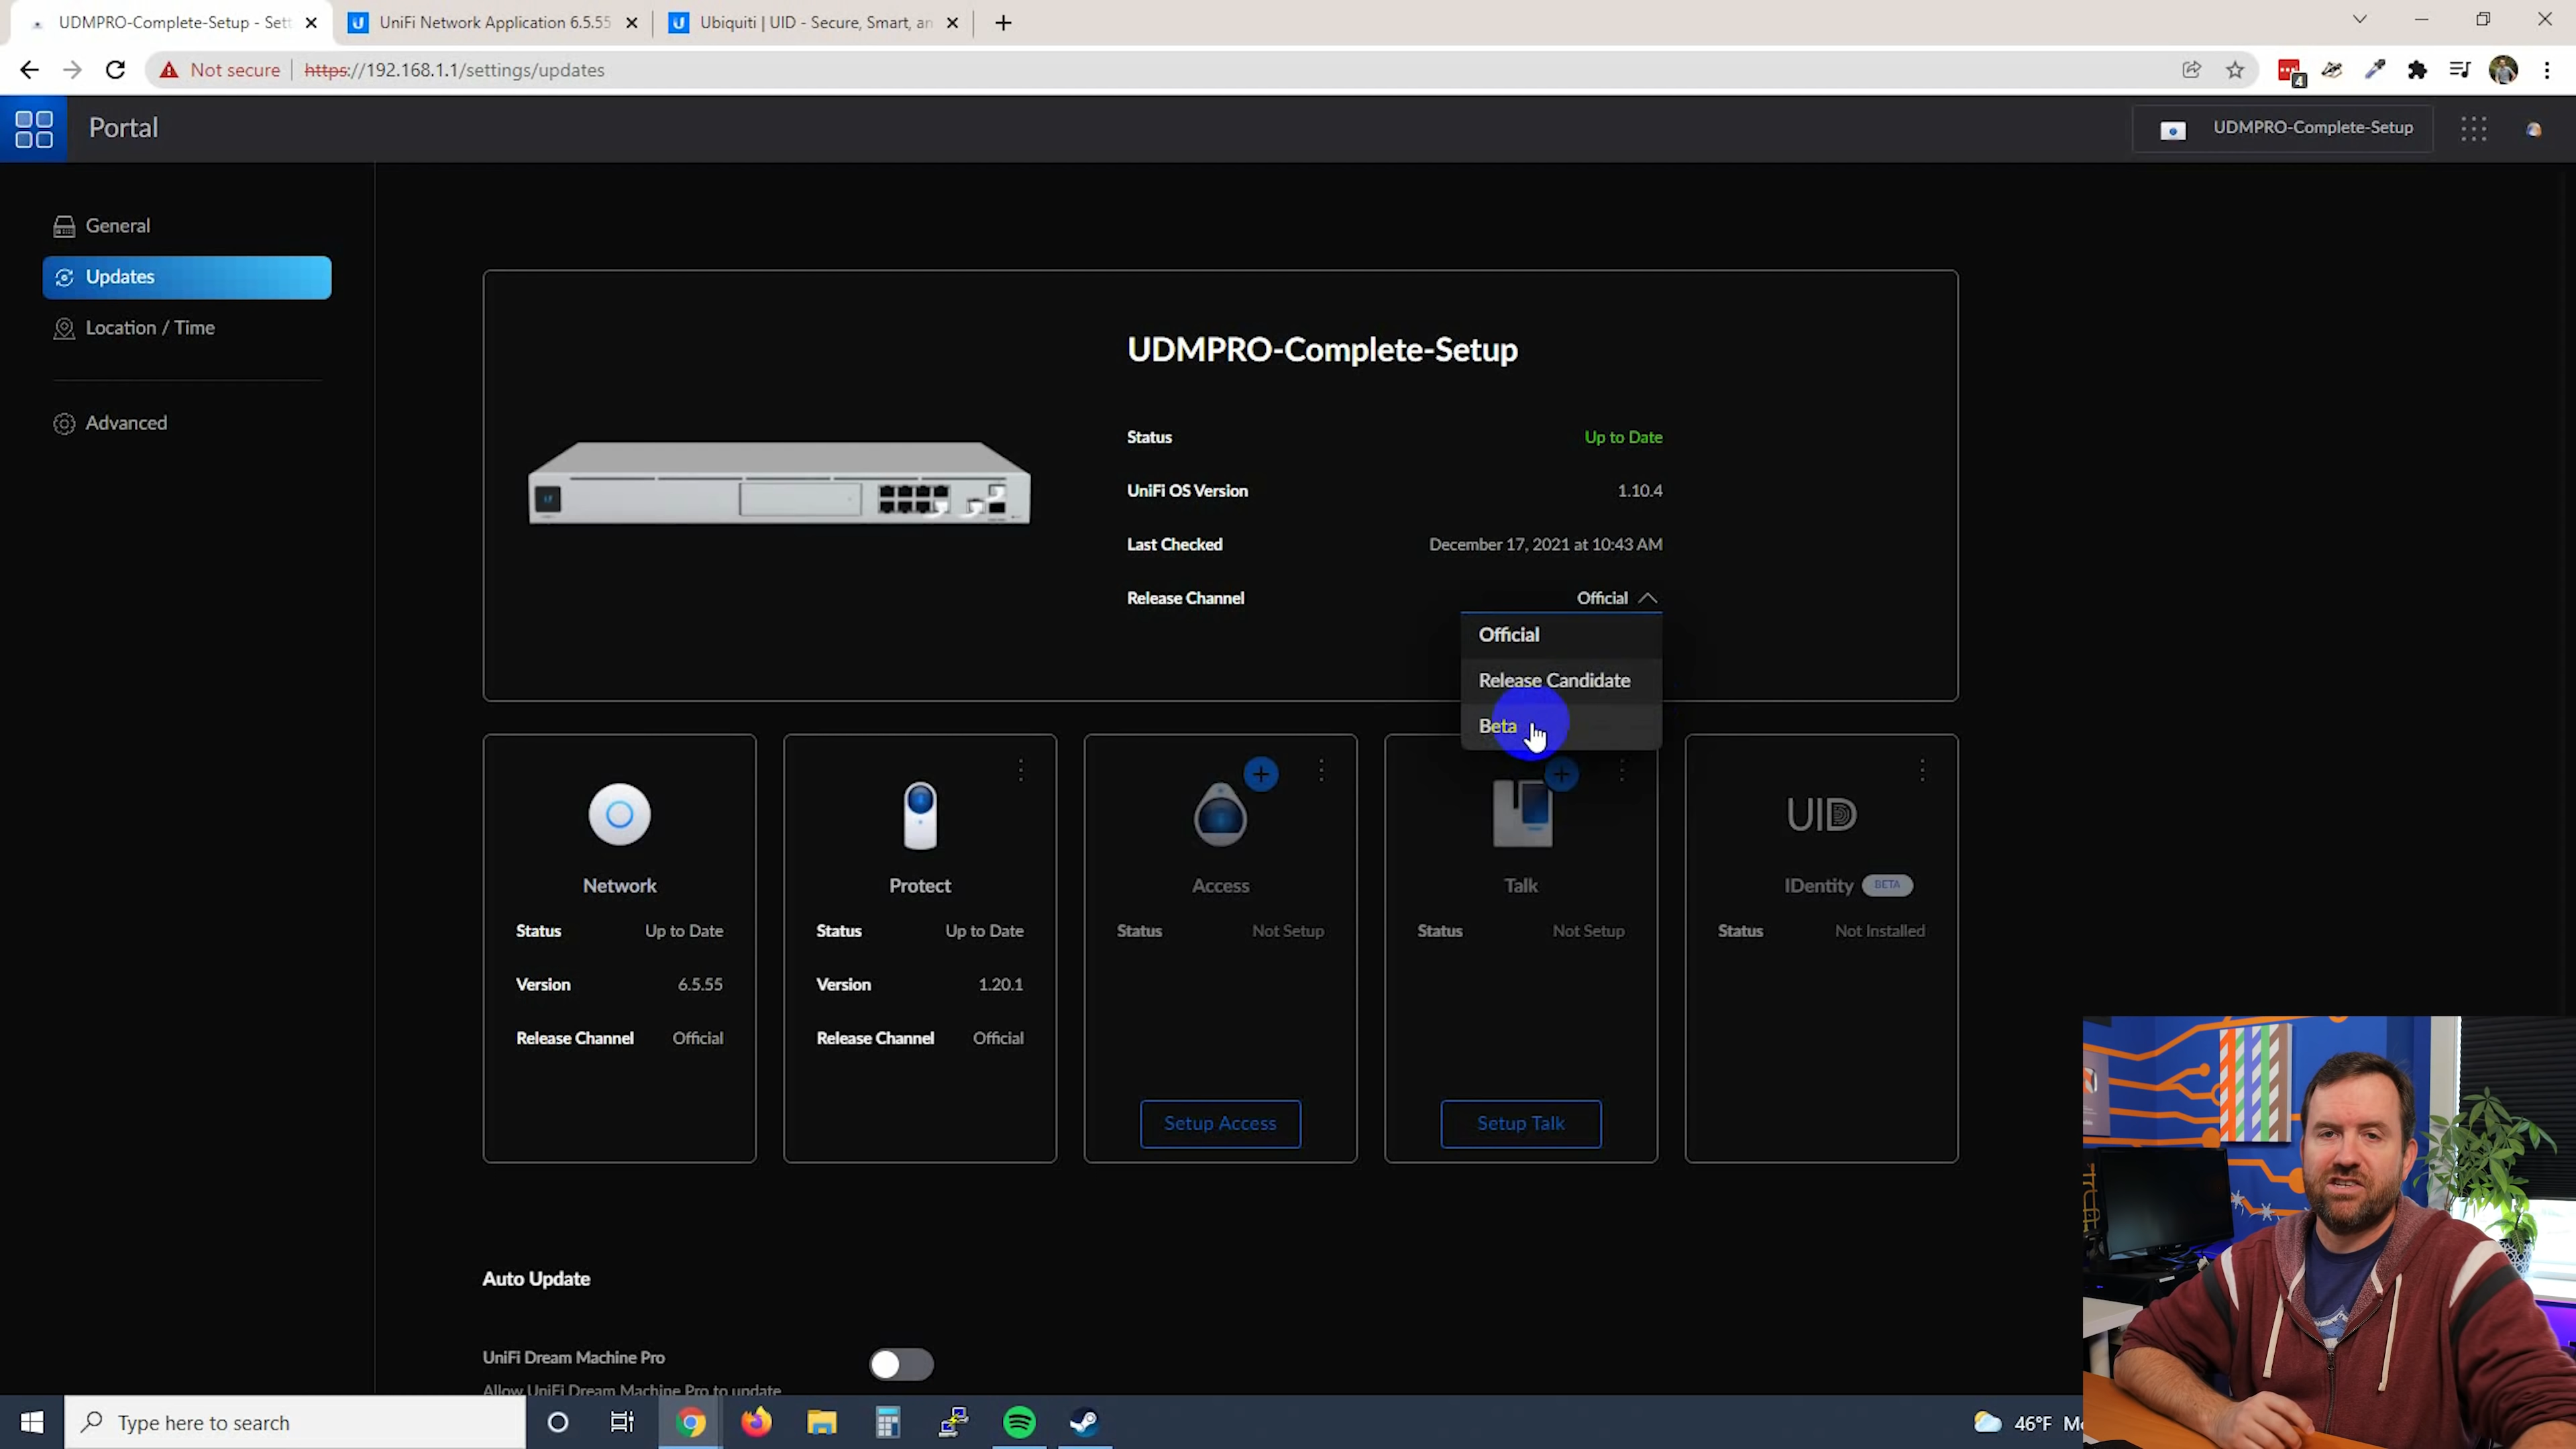 UDMPRO-Complete-Setup - Sett
UniFi Network Application 6.5.55
Ubiquiti | UID - Secure, Smart, an
Not secure
https://192.168.1.1/settings/updates
4
Portal
UDMPRO-Complete-Setup
General
Updates
Location / Time
Advanced
UDMPRO-Complete-Setup
Status Up to Date
UniFi OS Version 1.10.4
Last Checked December 17, 2021 at 10:43 AM
Release Channel Official
Official
Release Candidate
Beta
Network
Status Up to Date
Version 6.5.55
Release Channel Official
Protect
Status Up to Date
Version 1.20.1
Release Channel Official
Access
Status Not Setup
Setup Access
Talk
Status Not Setup
Setup Talk
UID
IDentity BETA
Status Not Installed
Auto Update
UniFi Dream Machine Pro
Allow UniFi Dream Machine Pro to update
Type here to search
46°F